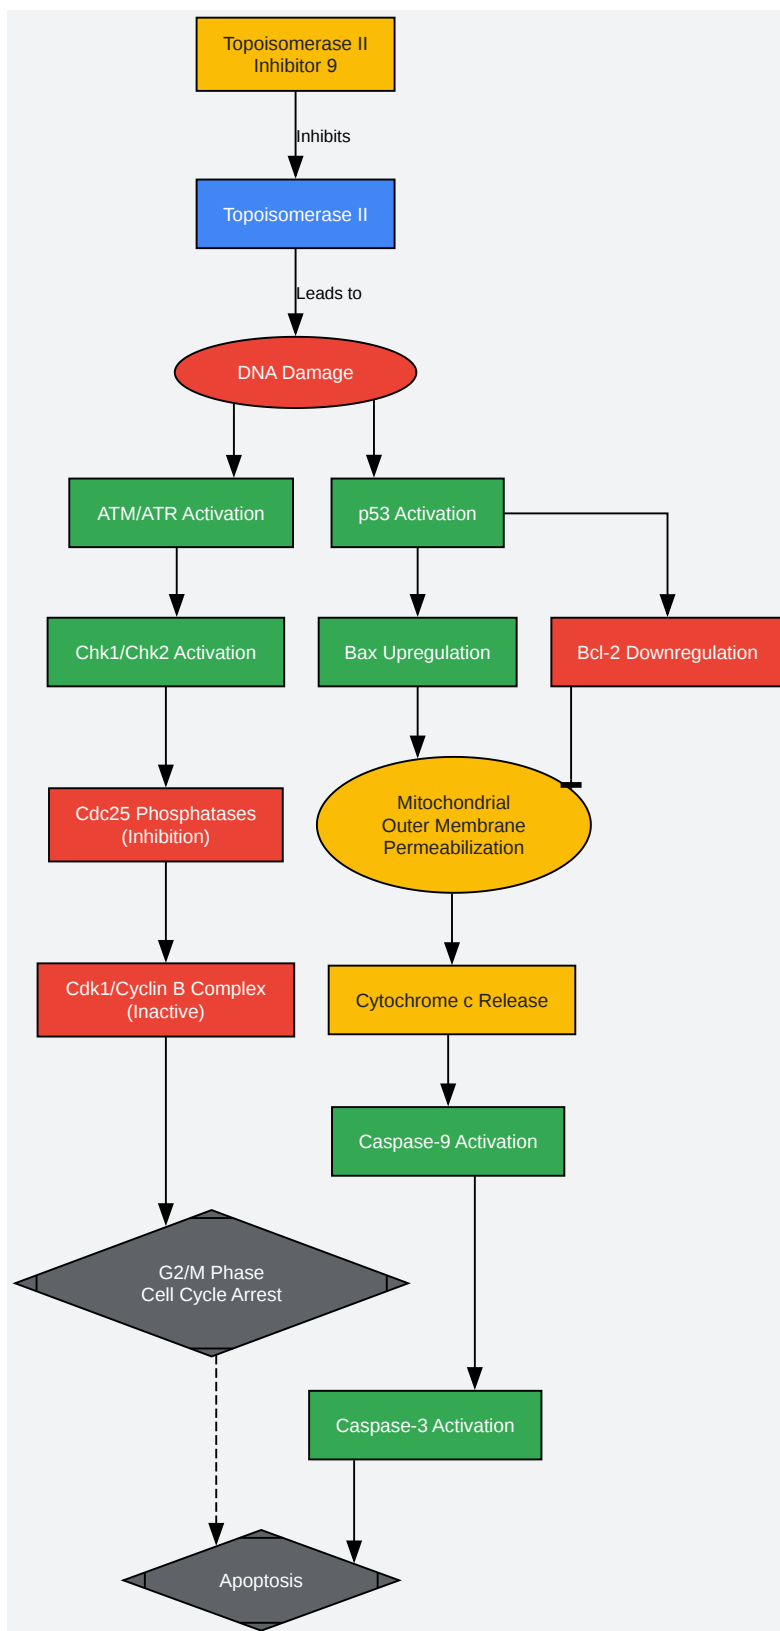 Topoisomerase II
Inhibitor 9
Inhibits
Topoisomerase II
Leads to
DNA Damage
ATM/ATR Activation
p53 Activation
Chk1/Chk2 Activation
Bax Upregulation
Bcl-2 Downregulation
Cdc25 Phosphatases
(Inhibition)
Mitochondrial
Outer Membrane
Permeabilization
Cdk1/Cyclin B Complex
(Inactive)
Cytochrome c Release
Caspase-9 Activation
G2/M Phase
Cell Cycle Arrest
Caspase-3 Activation
Apoptosis